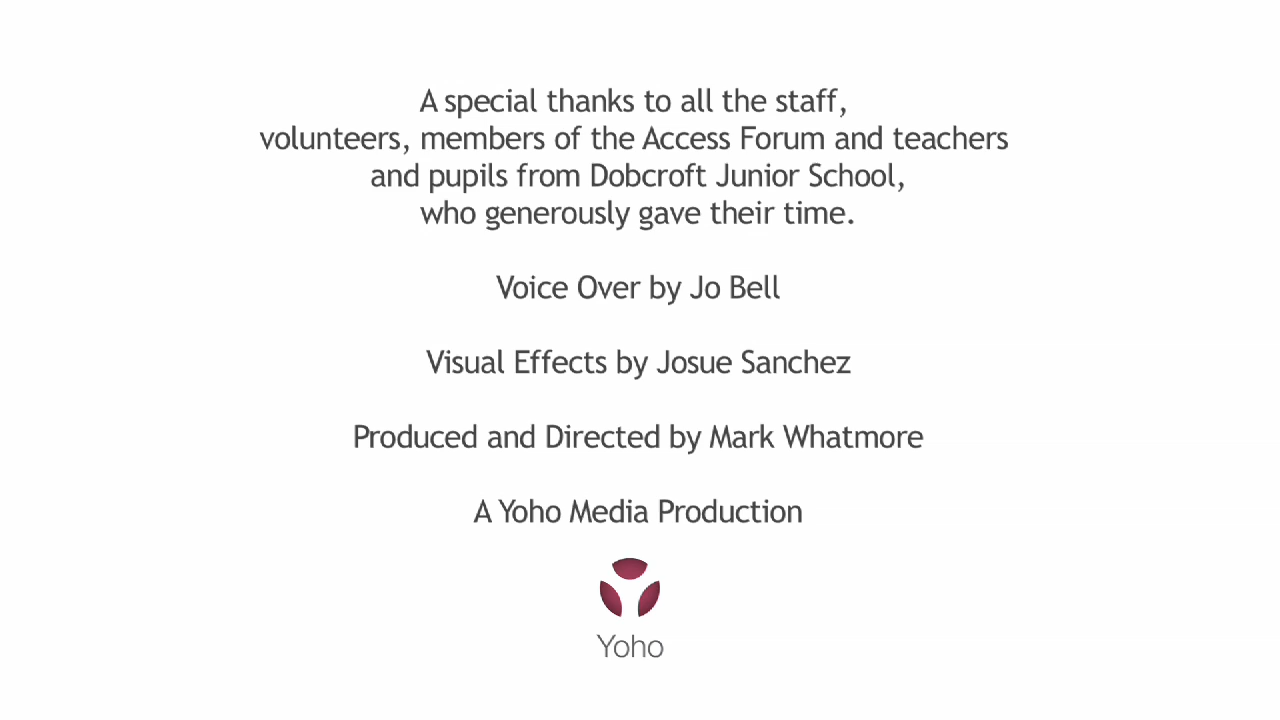 A special thanks to all the staff,
volunteers, members of the Access Forum and teachers
and pupils from Dobcroft Junior School,
who generously gave their time.
Voice Over by Jo Bell
Visual Effects by Josue Sanchez
Produced and Directed by Mark Whatmore
A Yoho Media Production
Yoho